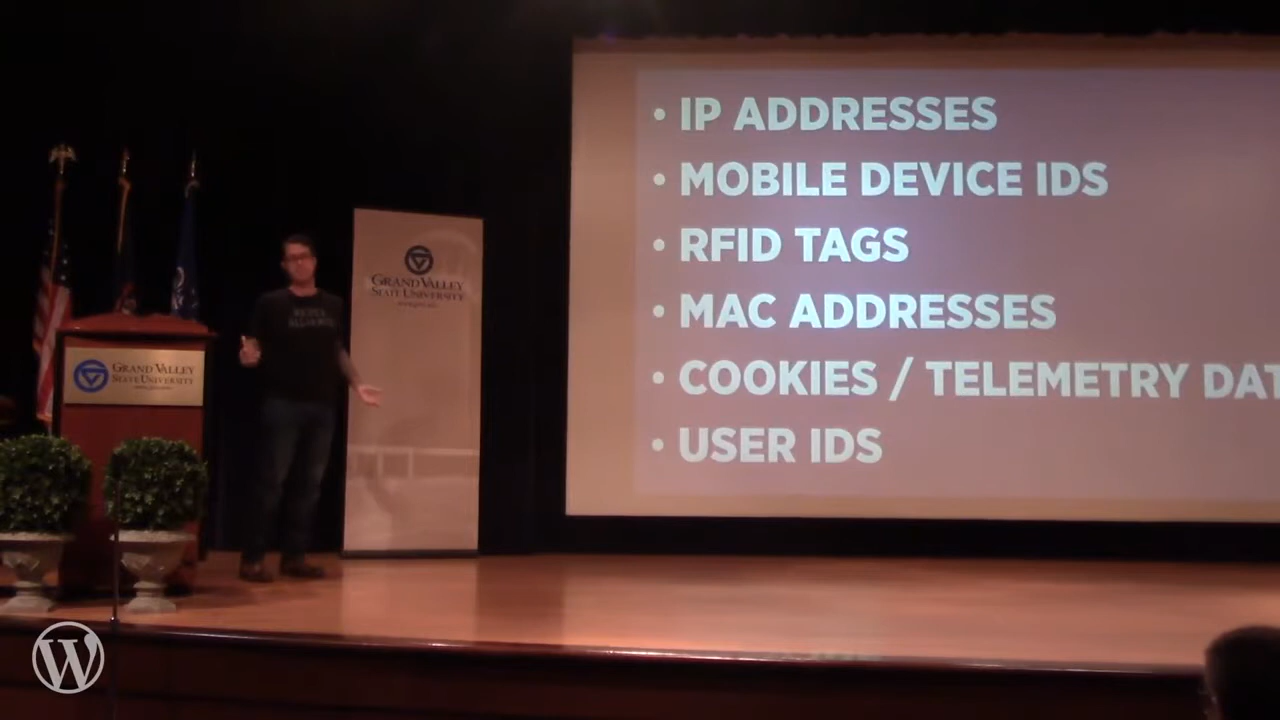 • IP ADDRESSES
• MOBILE DEVICE IDS
• RFID TAGS
• MAC ADDRESSES
• COOKIES / TELEMETRY DAT
• USER IDS
GRAND VALLEY
STATE UNIVERSITY
GRAND VALLEY
STATE UNIVERSITY